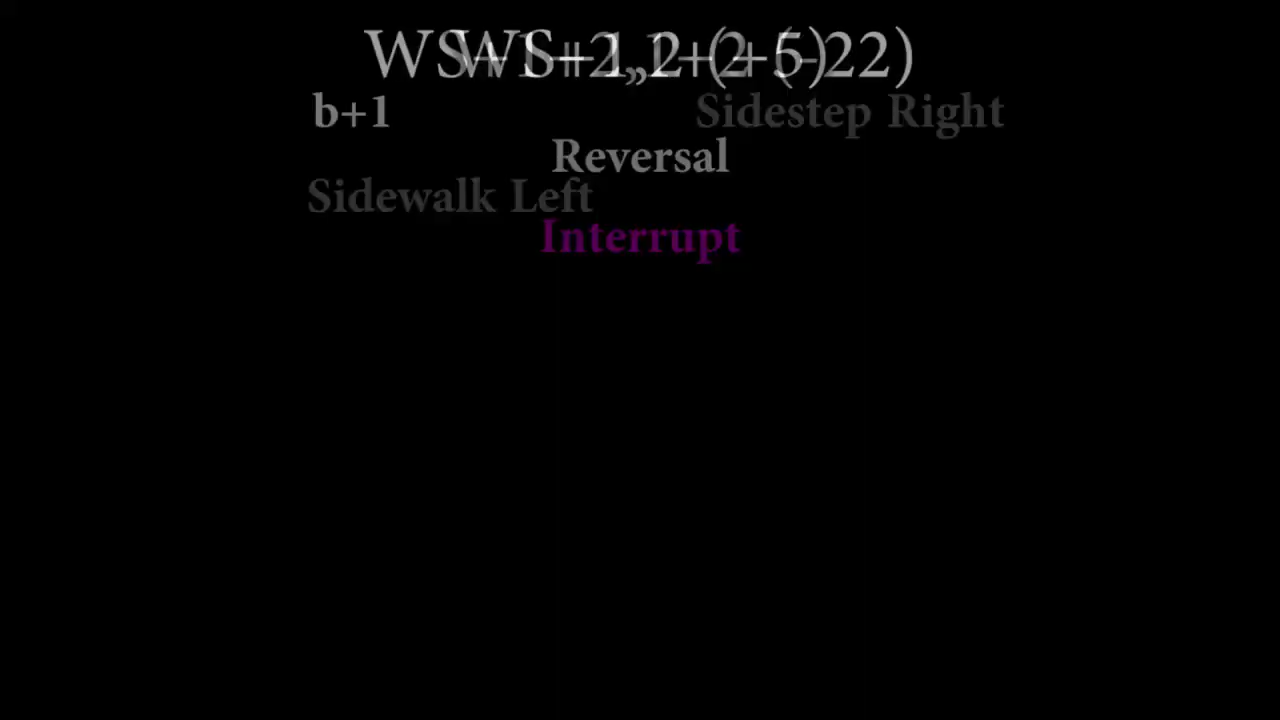 b+1
Sidestep Right
Reversal
Sidewalk Left
Interrupt